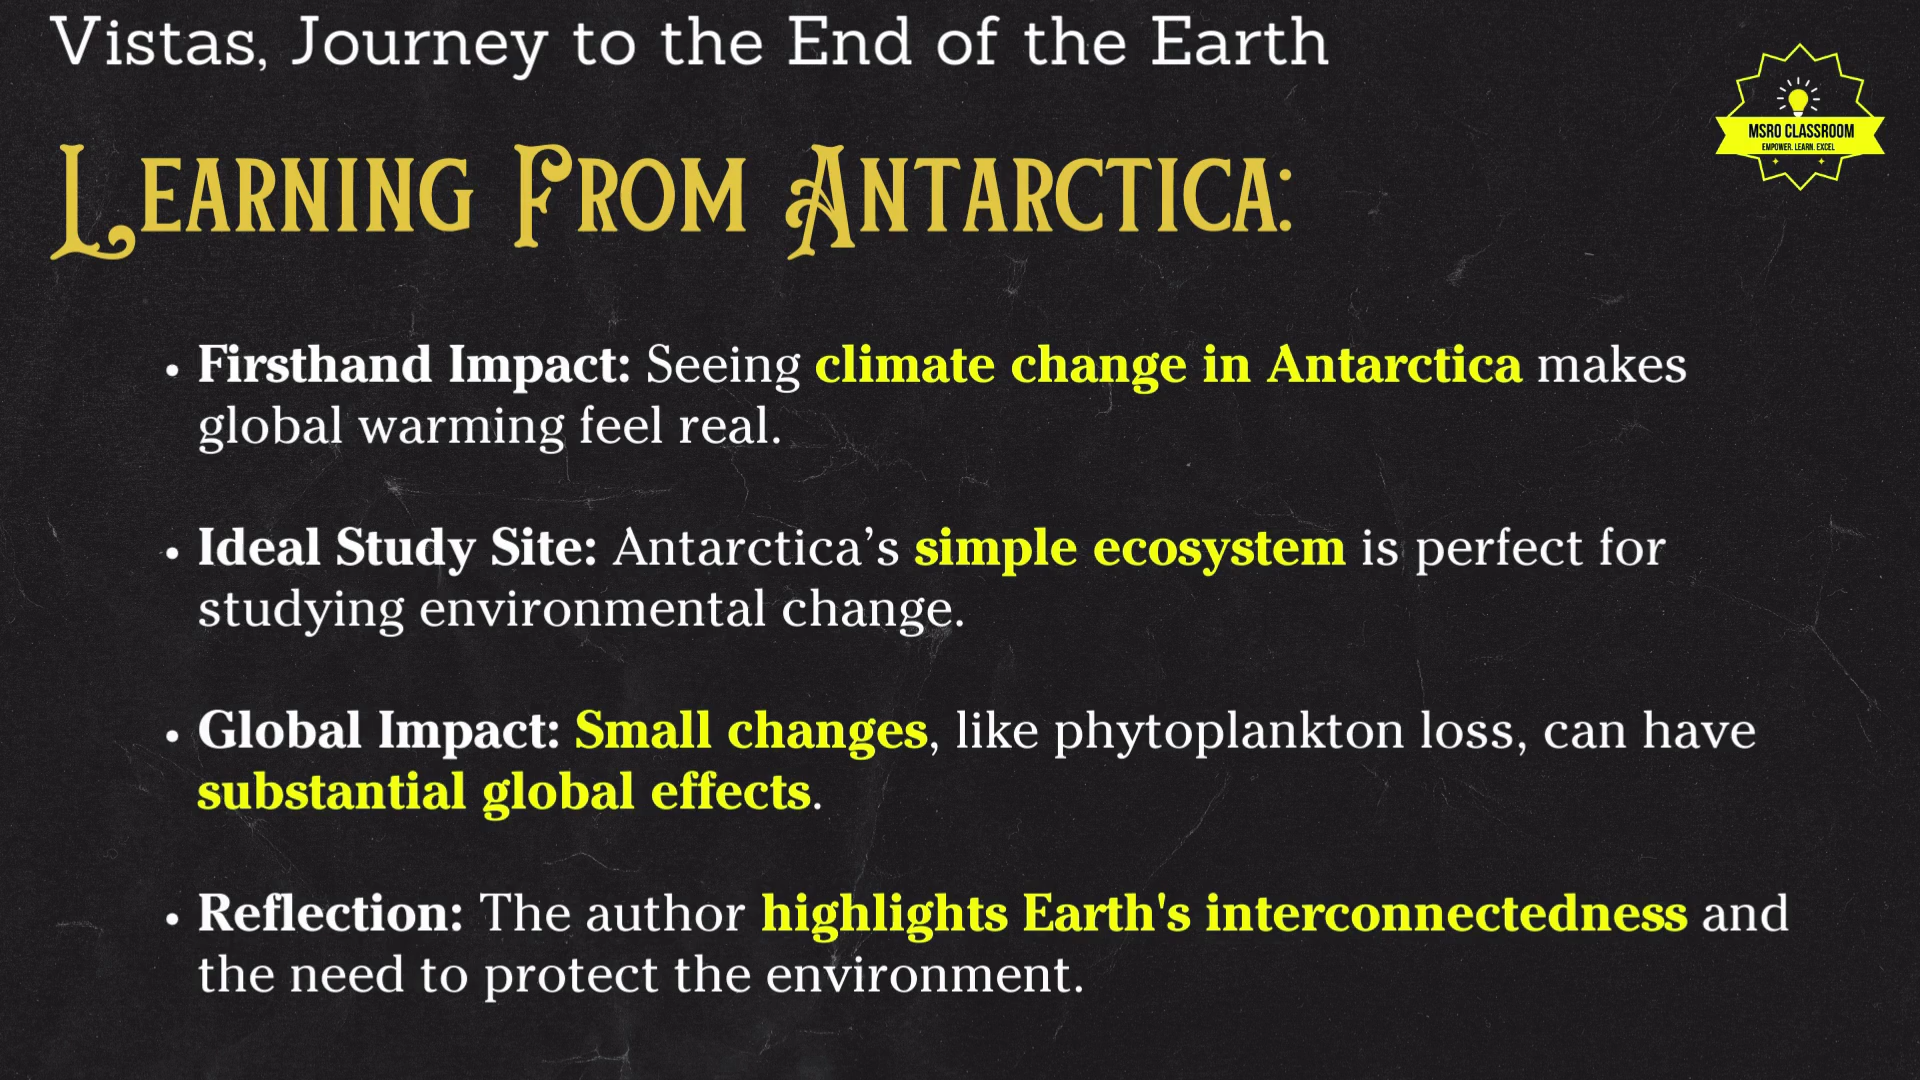 Vistas, Journey to the End of the Earth
MSRO CLASSROOM
EMPOWER. LEARN. EXCEL
LEARNING FROM ANTARCTICA:
• Firsthand Impact: Seeing climate change in Antarctica makes
global warming feel real.
• Ideal Study Site: Antarctica’s simple ecosystem is perfect for
studying environmental change.
• Global Impact: Small changes, like phytoplankton loss, can have
substantial global effects.
• Reflection: The author highlights Earth's interconnectedness and
the need to protect the environment.